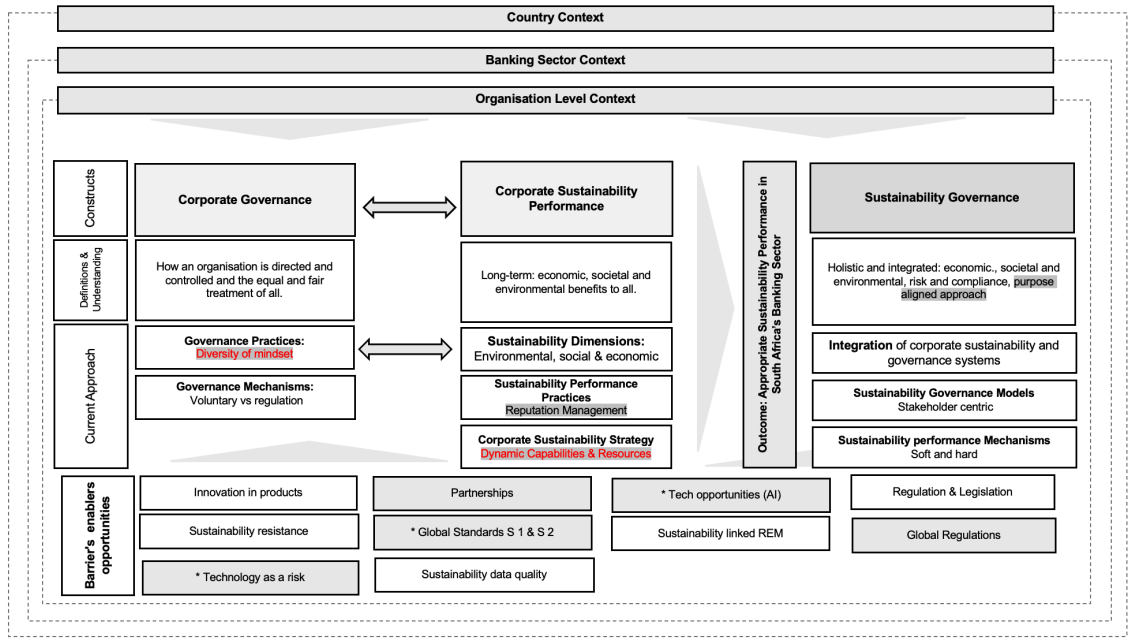 Country Context
Banking Sector Context
Organisation Level Context
Constructs
Corporate Governance
Corporate Sustainability
Performance
Outcome: Appropriate Sustainability Performance in
South Africa's Banking Sector
Sustainability Governance
Definitions &
Understanding
How an organisation is directed and
controlled and the equal and fair
treatment of all.
Long-term: economic, societal and
environmental benefits to all.
Holistic and integrated: economic., societal and
environmental, risk and compliance, purpose
aligned approach
Current Approach
Governance Practices:
Diversity of mindset
Sustainability Dimensions:
Environmental, social & economic
Integration of corporate sustainability and
governance systems
Governance Mechanisms:
Voluntary vs regulation
Sustainability Performance
Practices
Reputation Management
Sustainability Governance Models
Stakeholder centric
Corporate Sustainability Strategy
Dynamic Capabilities & Resources
Sustainability performance Mechanisms
Soft and hard
Barrier's enablers
opportunities
Innovation in products
Partnerships
* Tech opportunities (AI)
Regulation & Legislation
Sustainability resistance
* Global Standards S 1 & S 2
Sustainability linked REM
Global Regulations
* Technology as a risk
Sustainability data quality